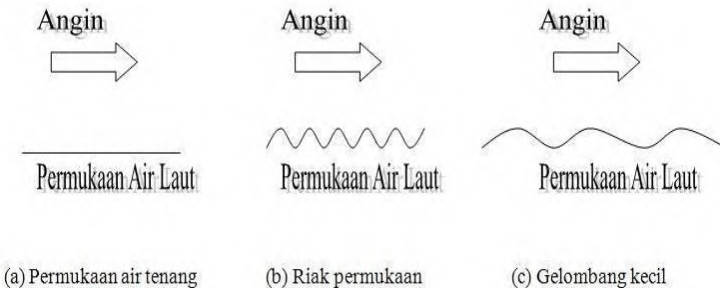 Angin
Angin
Angin
Permukaan Air Laut
Permukaan Air Laut
Permukaan Air Laut
(a) Permukaan air tenang
(b) Riak permukaan
(c) Gelombang kecil